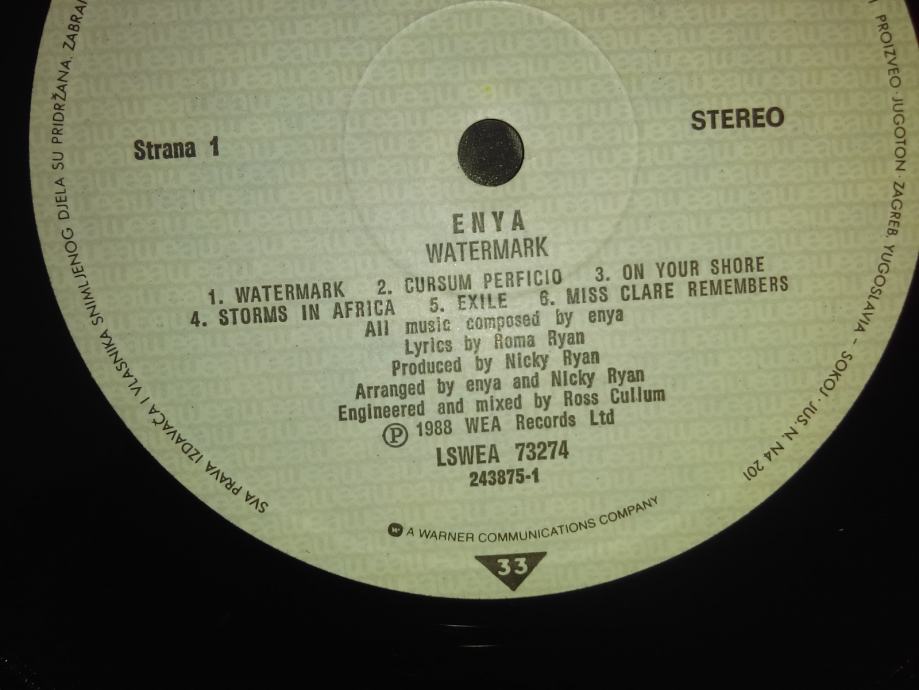 Strana 1
STEREO
ENYA
WATERMARK
1. WATERMARK 2. CURSUM PERFICIO 3. ON YOUR SHORE
4. STORMS IN AFRICA 5. EXILE 6. MISS CLARE REMEMBERS
All music composed by enya
Lyrics by Roma Ryan
Produced by Nicky Ryan
Arranged by enya and Nicky Ryan
Engineered and mixed by Ross Cullum
Ⓟ 1988 WEA Records Ltd
LSWEA 73274
243875-1
A WARNER COMMUNICATIONS COMPANY
33
PROIZVEO · JUGOTON · ZAGREB, YUGOSLAVIA – SOKOJ · JUS. N. N4 201
SVA PRAVA IZDAVAČA I VLASNIKA SNIMLJENOG DJELA SU PRIDRŽANA.